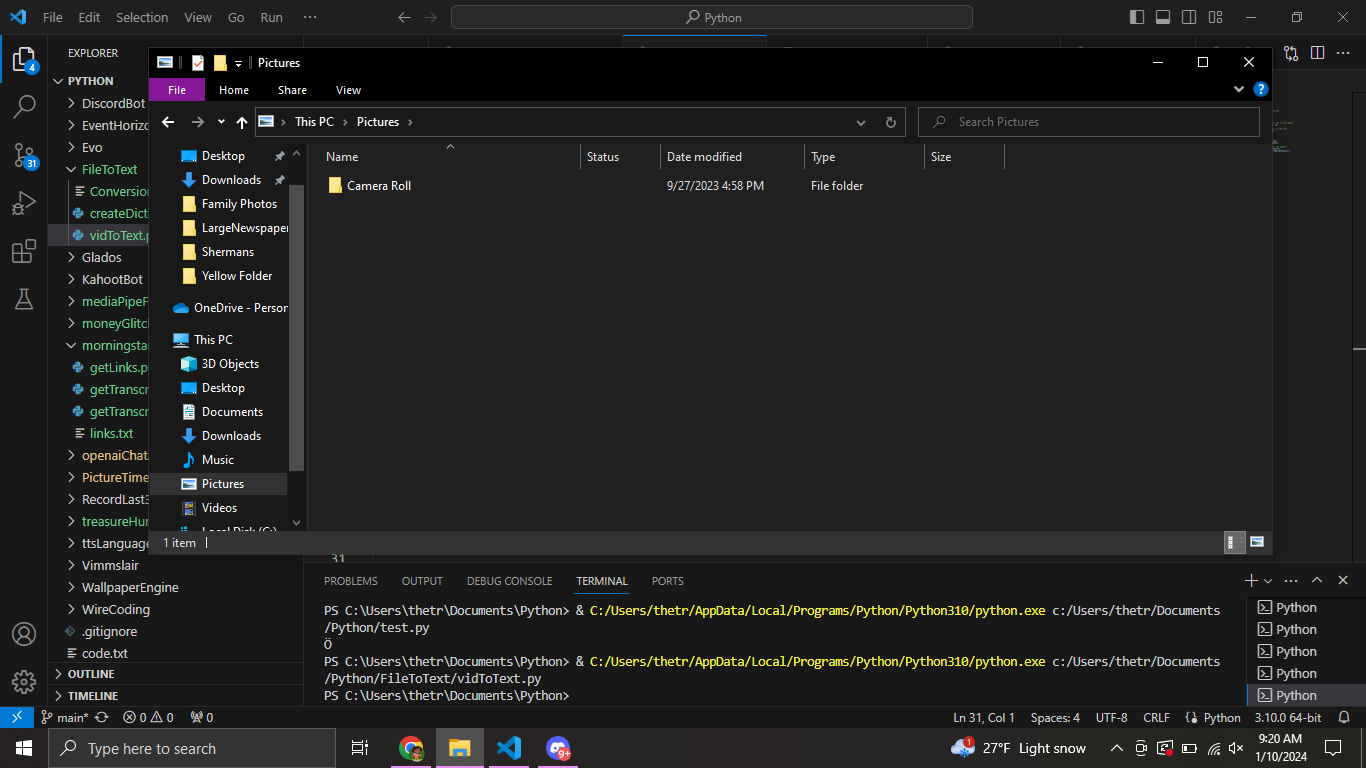 File Edit Selection View Go Run ···
Python
EXPLORER
PYTHON
DiscordBot
EventHorizo
Evo
FileToText
Conversion
createDict
vidToText.p
Glados
KahootBot
mediaPipeF
moneyGlitc
morningsta
getLinks.p
getTranscr
getTranscr
links.txt
openaiChat
PictureTime
RecordLast3
treasureHun
ttsLanguage
Vimmslair
WallpaperEngine
WireCoding
.gitignore
code.txt
OUTLINE
TIMELINE
4
31
Pictures
File Home Share View
This PC › Pictures ›
Search Pictures
Desktop
Downloads
Family Photos
LargeNewspaper
Shermans
Yellow Folder
OneDrive - Person
This PC
3D Objects
Desktop
Documents
Downloads
Music
Pictures
Videos
Local Disk (C:)
Name Status Date modified Type Size
Camera Roll 9/27/2023 4:58 PM File folder
1 item
31
PROBLEMS OUTPUT DEBUG CONSOLE TERMINAL PORTS
PS C:\Users\thetr\Documents\Python> & C:/Users/thetr/AppData/Local/Programs/Python/Python310/python.exe c:/Users/thetr/Documents
/Python/test.py
Ö
PS C:\Users\thetr\Documents\Python> & C:/Users/thetr/AppData/Local/Programs/Python/Python310/python.exe c:/Users/thetr/Documents
/Python/FileToText/vidToText.py
PS C:\Users\thetr\Documents\Python>
Python
Python
Python
Python
Python
main* 0 0 0
Ln 31, Col 1 Spaces: 4 UTF-8 CRLF Python 3.10.0 64-bit
Type here to search
9+
1 27°F Light snow
9:20 AM
1/10/2024